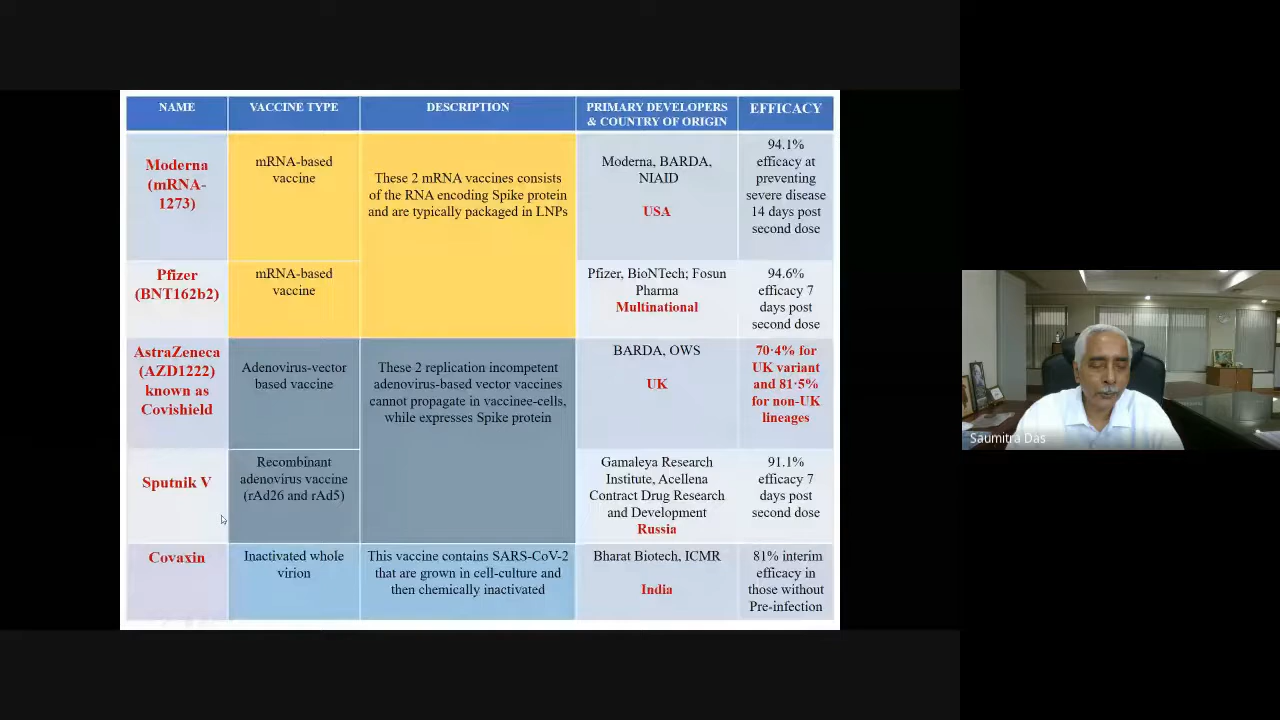 NAME
VACCINE TYPE
DESCRIPTION
PRIMARY DEVELOPERS
& COUNTRY OF ORIGIN
EFFICACY
Moderna
(mRNA-
1273)
mRNA-based
vaccine
These 2 mRNA vaccines consists
of the RNA encoding Spike protein
and are typically packaged in LNPs
Moderna, BARDA,
NIAID
USA
94.1%
efficacy at
preventing
severe disease
14 days post
second dose
Pfizer
(BNT162b2)
mRNA-based
vaccine
Pfizer, BioNTech; Fosun
Pharma
Multinational
94.6%
efficacy 7
days post
second dose
AstraZeneca
(AZD1222)
known as
Covishield
Adenovirus-vector
based vaccine
These 2 replication incompetent
adenovirus-based vector vaccines
cannot propagate in vaccinee-cells,
while expresses Spike protein
BARDA, OWS
UK
70·4% for
UK variant
and 81·5%
for non-UK
lineages
Sputnik V
Recombinant
adenovirus vaccine
(rAd26 and rAd5)
Gamaleya Research
Institute, Acellena
Contract Drug Research
and Development
Russia
91.1%
efficacy 7
days post
second dose
Covaxin
Inactivated whole
virion
This vaccine contains SARS-CoV-2
that are grown in cell-culture and
then chemically inactivated
Bharat Biotech, ICMR
India
81% interim
efficacy in
those without
Pre-infection
Saumitra Das